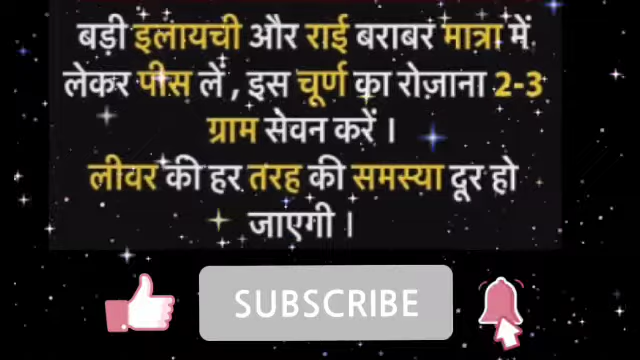 बड़ी इलायची और राई बराबर मात्रा में
लेकर पीस लें , इस चूर्ण का रोज़ाना 2-3
ग्राम सेवन करें ।
लीवर की हर तरह की समस्या दूर हो
जाएगी ।
SUBSCRIBE